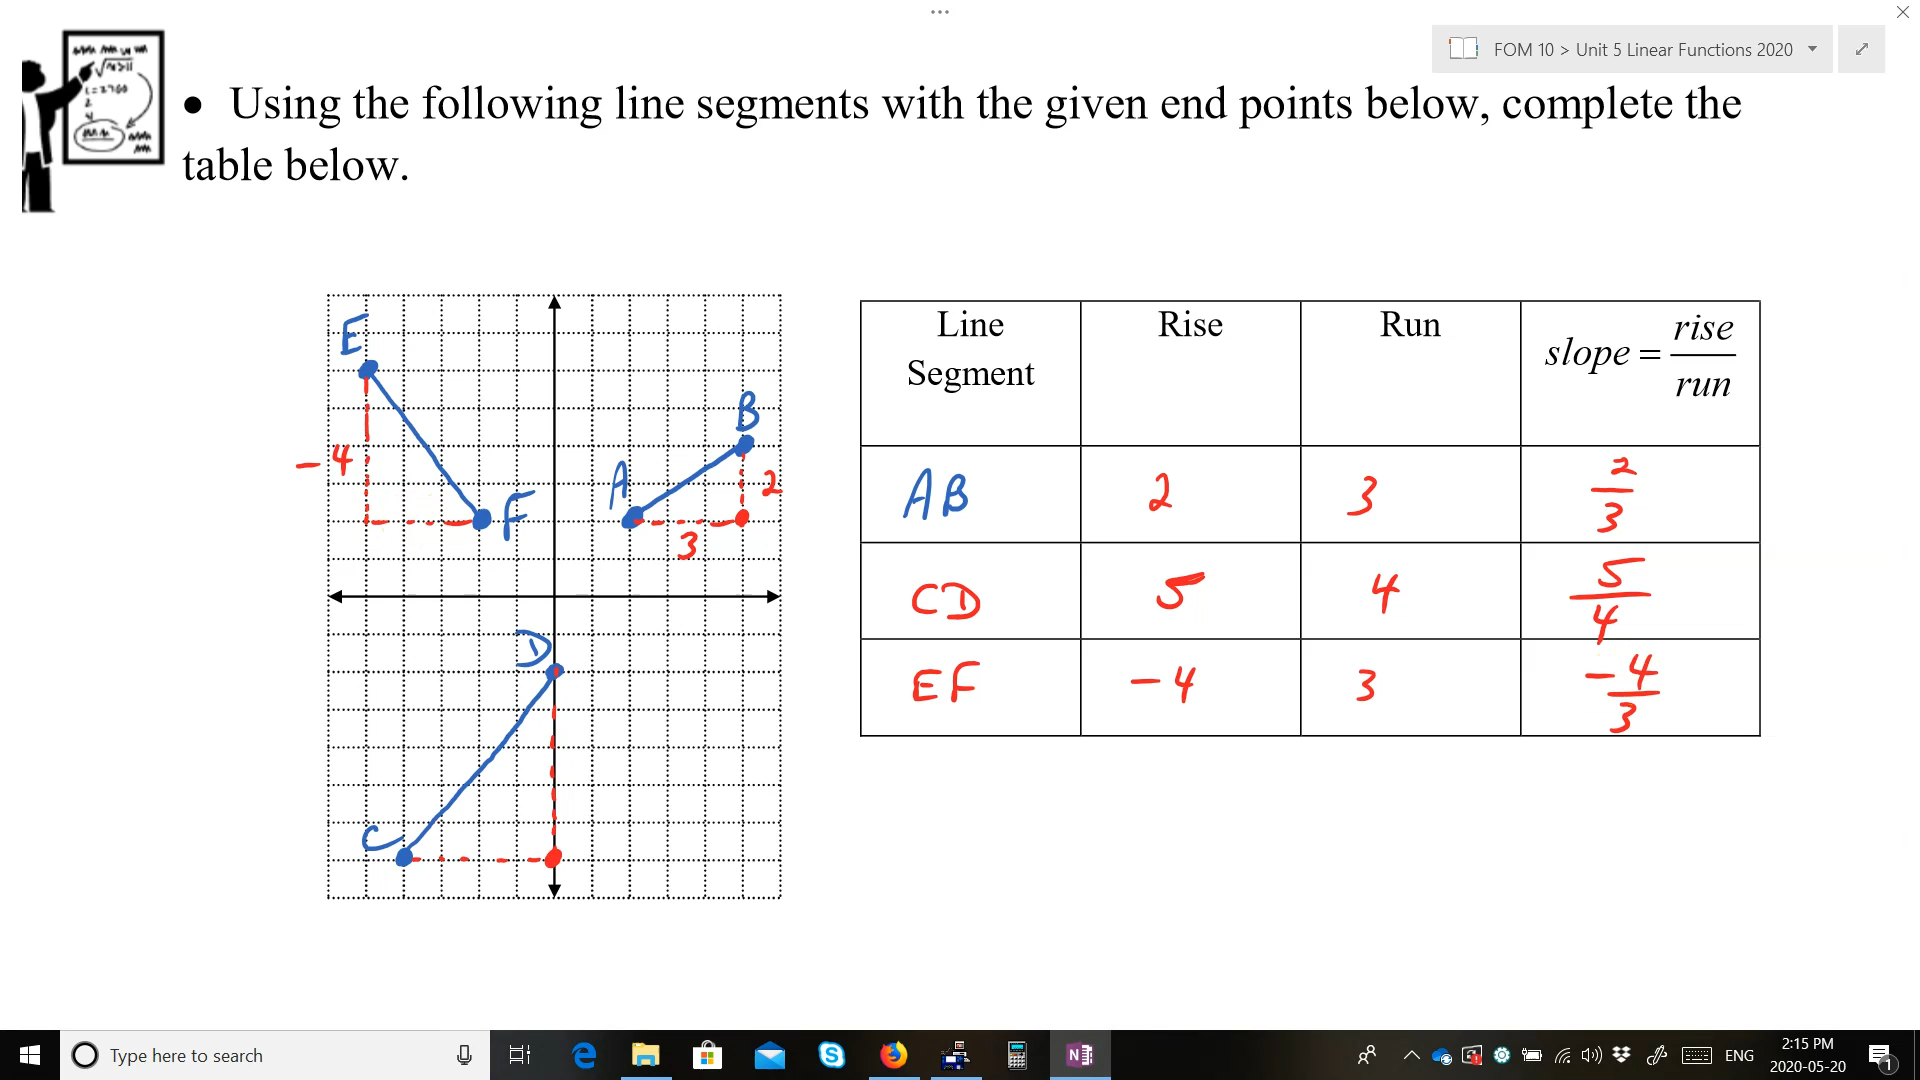 ...
FOM 10 > Unit 5 Linear Functions 2020
• Using the following line segments with the given end points below, complete the
table below.
E
-4
F
A
B
2
3
D
C
Line Segment Rise Run slope = rise/run
AB 2 3 2/3
CD 5 4 5/4
EF -4 3 -4/3
Type here to search
ENG
2:15 PM
2020-05-20
1